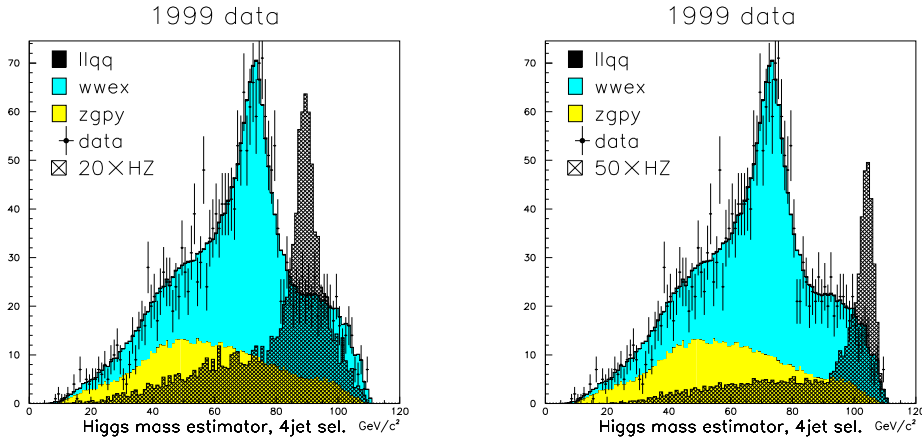 1999 data
70
60
50
40
30
20
10
0
llqq
wwex
zgpy
data
20×HZ
0 20 40 60 80 100 120
Higgs mass estimator, 4jet sel. GeV/c²
1999 data
70
60
50
40
30
20
10
0
llqq
wwex
zgpy
data
50×HZ
0 20 40 60 80 100 120
Higgs mass estimator, 4jet sel. GeV/c²